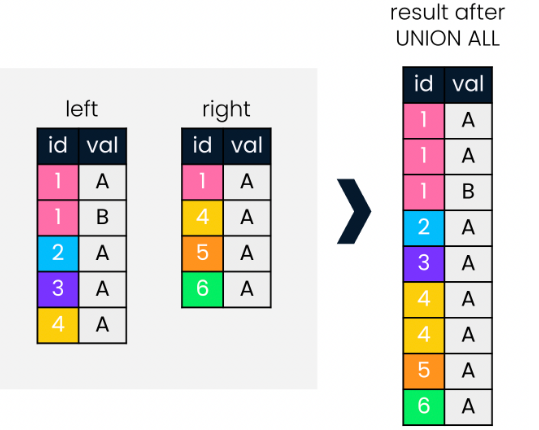 result after
UNION ALL
left
id val
1 A
1 B
2 A
3 A
4 A
right
id val
1 A
4 A
5 A
6 A
id val
1 A
1 A
1 B
2 A
3 A
4 A
4 A
5 A
6 A